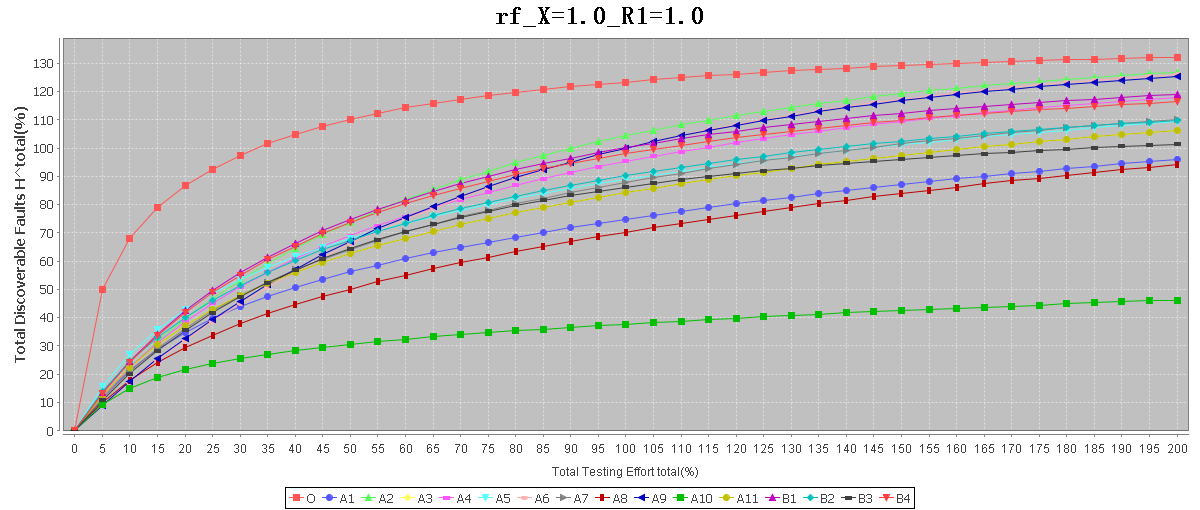 rf_X=1.0_R1=1.0
Total Discoverable Faults H^total(%)
130
120
110
100
90
80
70
60
50
40
30
20
10
0
0 5 10 15 20 25 30 35 40 45 50 55 60 65 70 75 80 85 90 95 100 105 110 115 120 125 130 135 140 145 150 155 160 165 170 175 180 185 190 195 200
Total Testing Effort total(%)
O A1 A2 A3 A4 A5 A6 A7 A8 A9 A10 A11 B1 B2 B3 B4